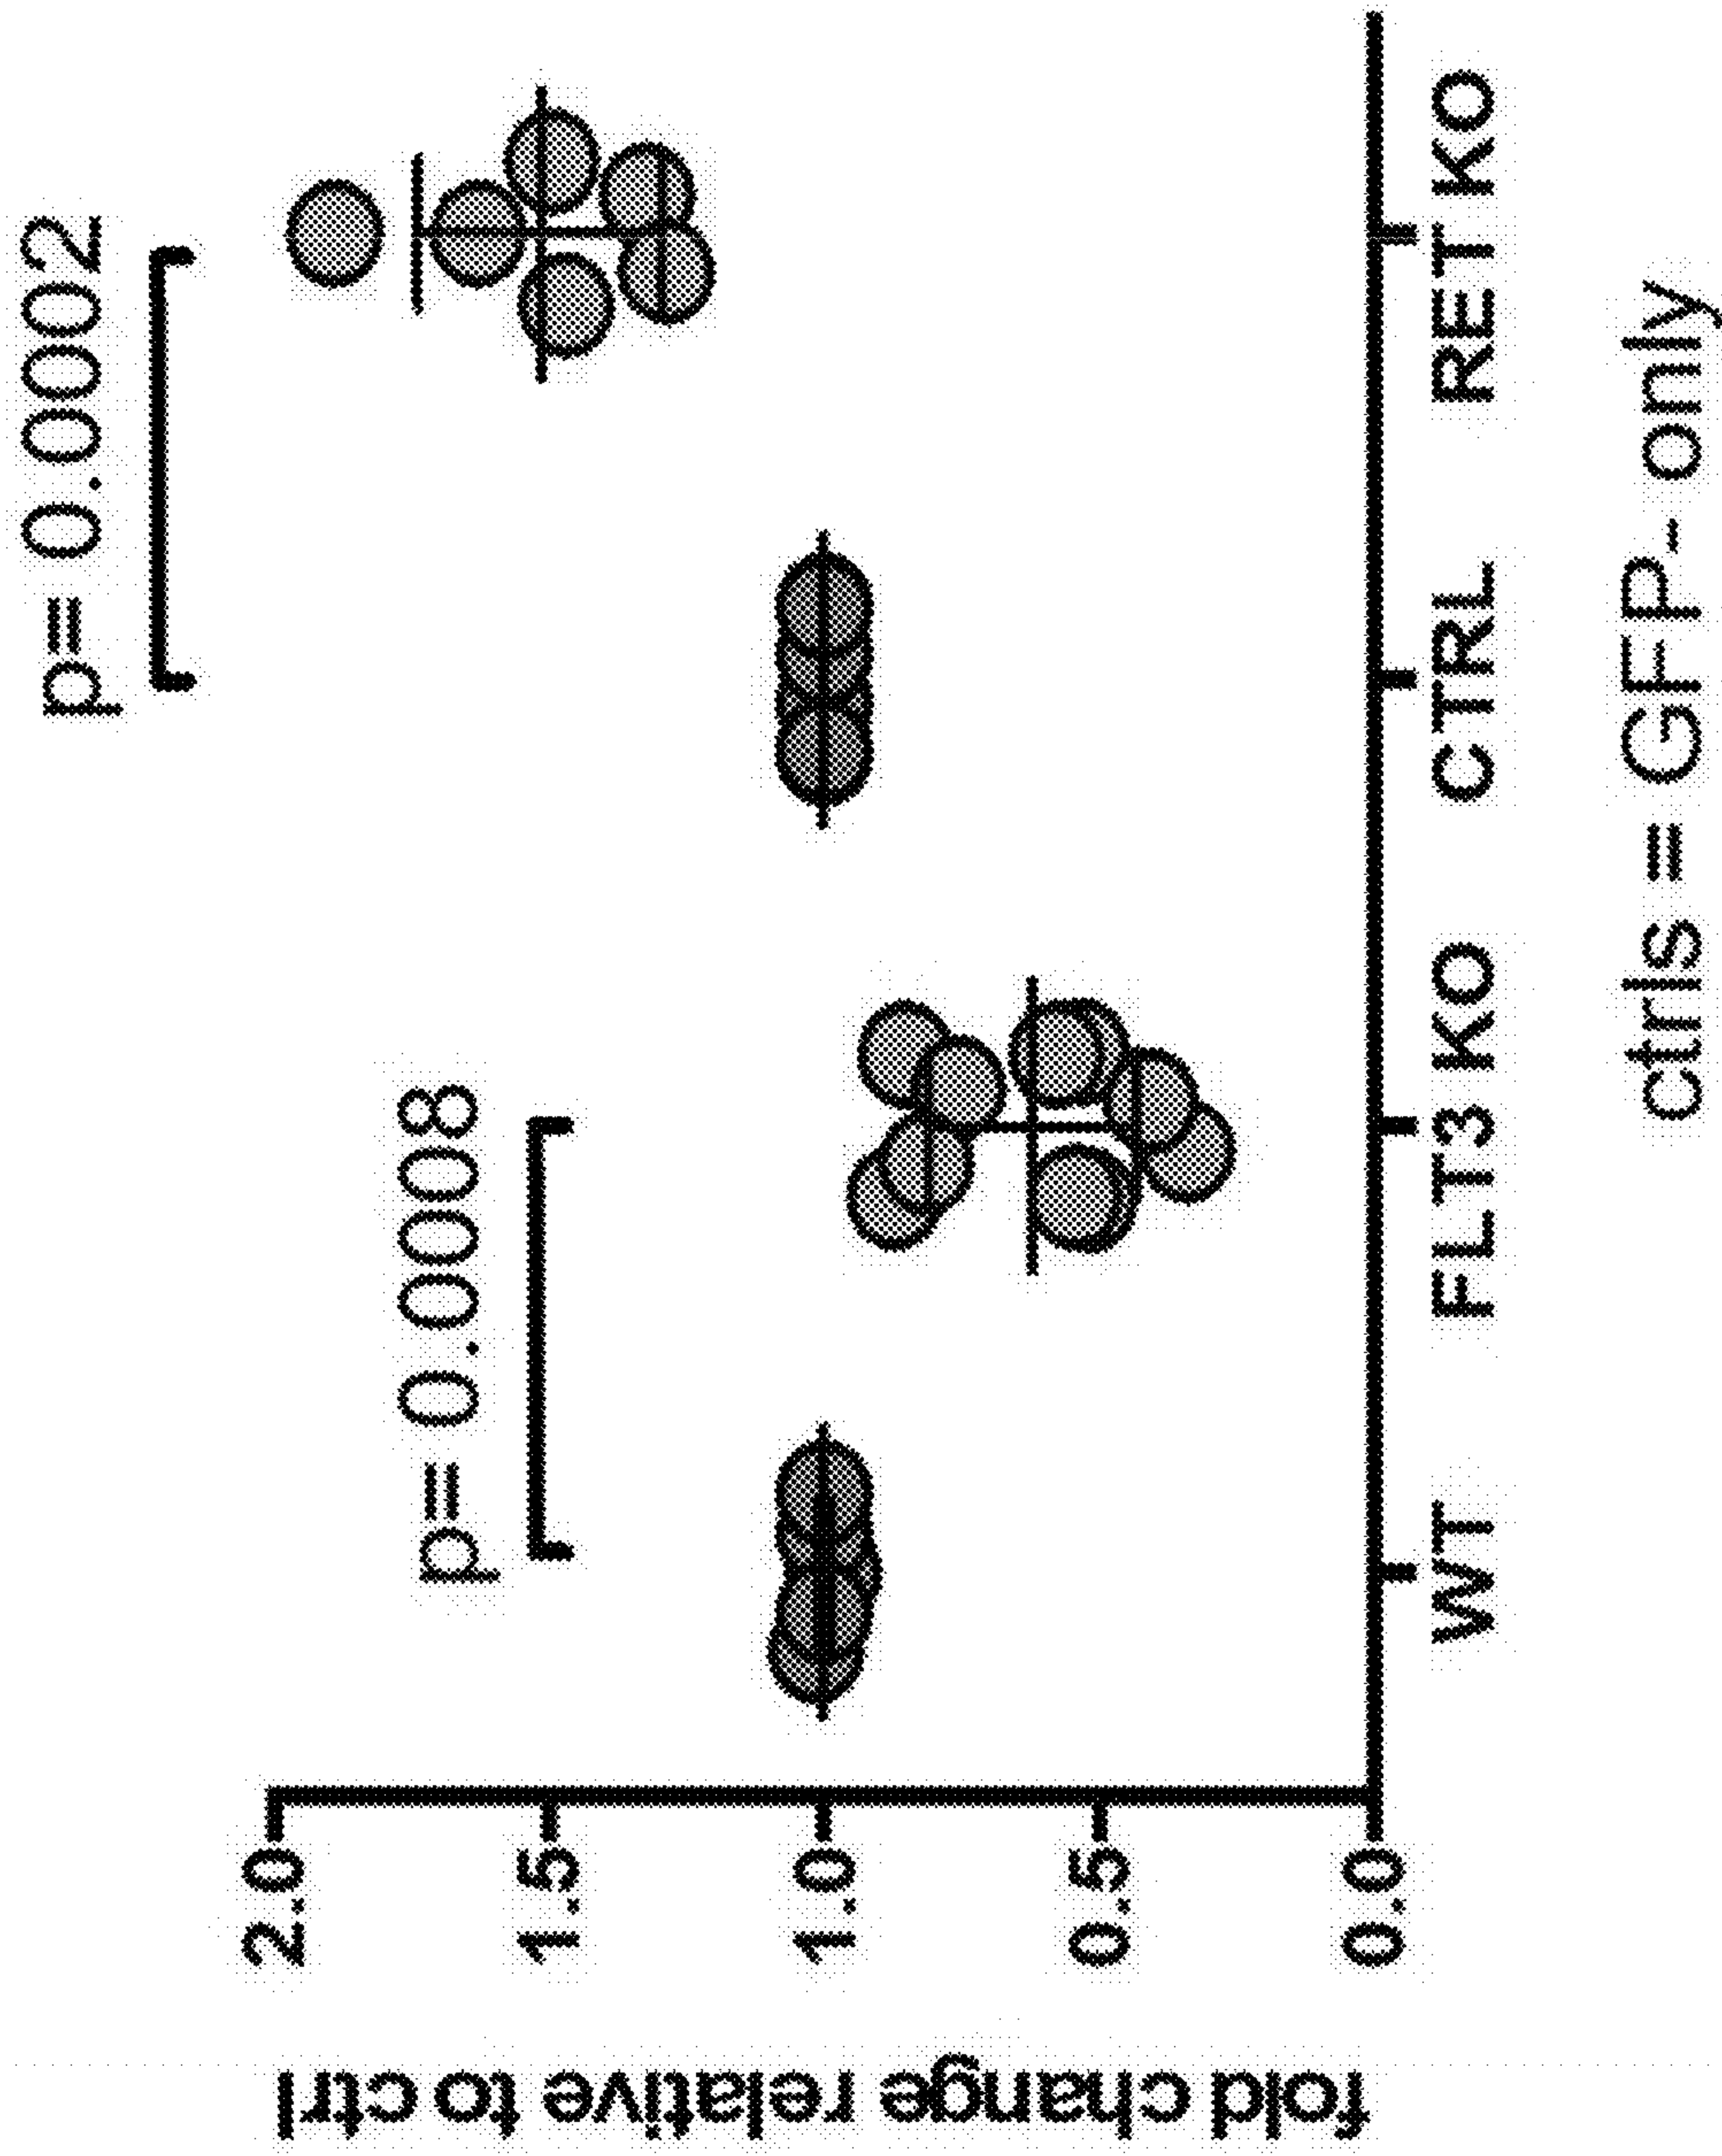 p= 0.0002
p= 0.0008
fold change relative to ctrl
2.0
1.5
1.0
0.5
0.0
WT
FLT3 KO
CTRL
RET KO
ctrls = GFP- only